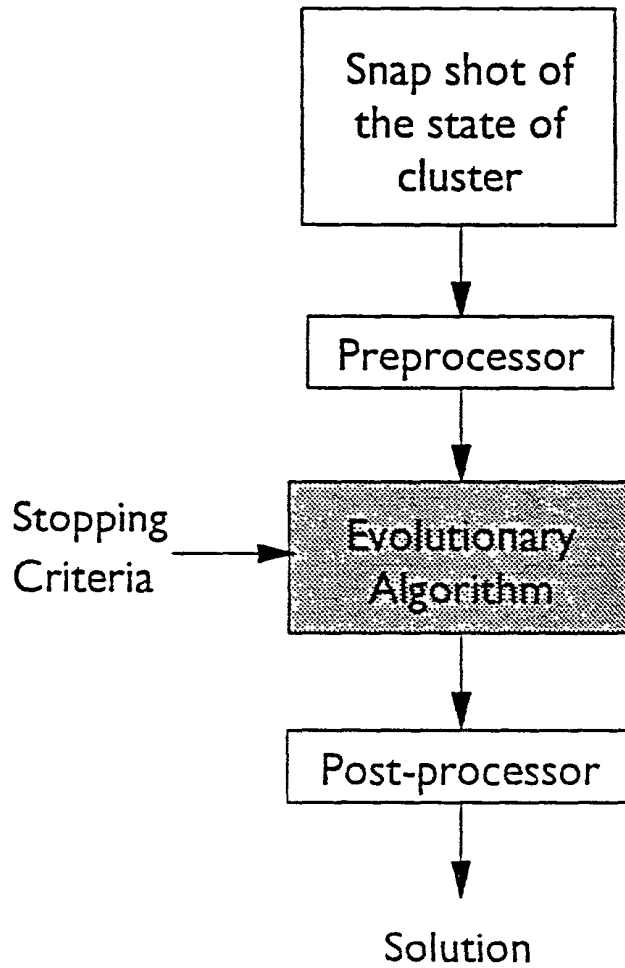 Snap shot of
the state of
cluster
Preprocessor
Stopping
Criteria
Evolutionary
Algorithm
Post-processor
Solution